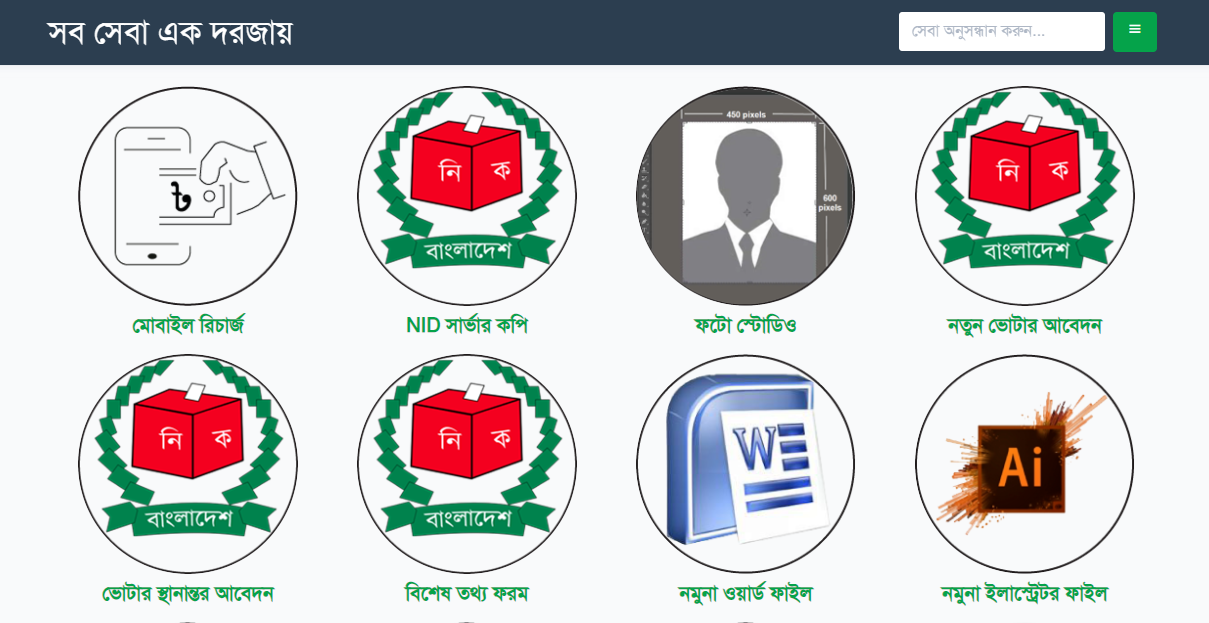 সব সেবা এক দরজায়
সেবা অনুসন্ধান করুন...
৳
নি ক
বাংলাদেশ
450 pixels
600
pixels
নি ক
বাংলাদেশ
মোবাইল রিচার্জ
NID সার্ভার কপি
ফটো স্টোডিও
নতুন ভোটার আবেদন
নি ক
বাংলাদেশ
নি ক
বাংলাদেশ
W
Ai
ভোটার স্থানান্তর আবেদন
বিশেষ তথ্য ফরম
নমুনা ওয়ার্ড ফাইল
নমুনা ইলাস্ট্রেটর ফাইল